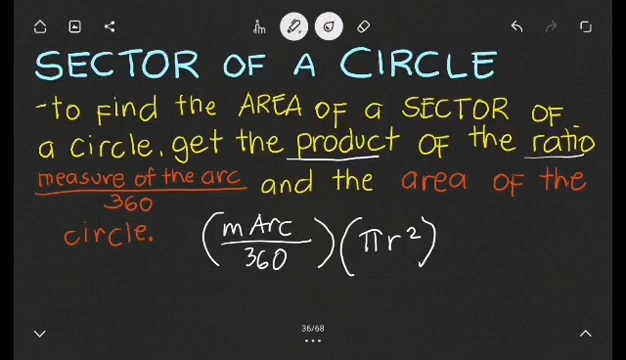 SECTOR OF A CIRCLE
-to find the AREA of a SECTOR OF
a circle, get the product OF the ratio
measure of the arc / 360 and the area of the
circle. (m Arc / 360) (πr²)
36/68